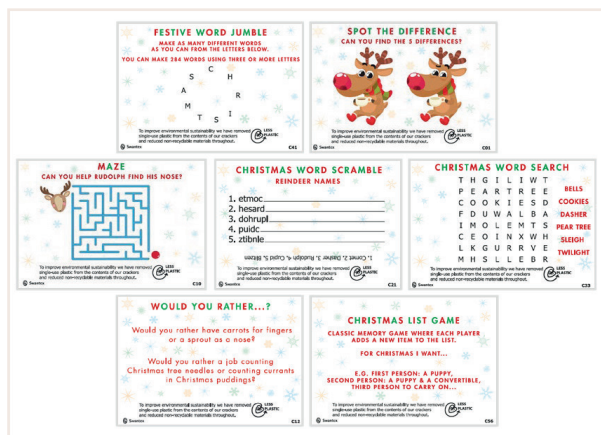 FESTIVE WORD JUMBLE
MAKE AS MANY DIFFERENT WORDS
AS YOU CAN FROM THE LETTERS BELOW.
YOU CAN MAKE 284 WORDS USING THREE OR MORE LETTERS
C
S H
A R
M I
T S
To improve environmental sustainability we have removed
single-use plastic from the contents of our crackers
and reduced non-recyclable materials throughout.
LESS
PLASTIC
Swantex
C41
SPOT THE DIFFERENCE
CAN YOU FIND THE 5 DIFFERENCES?
To improve environmental sustainability we have removed
single-use plastic from the contents of our crackers
and reduced non-recyclable materials throughout.
LESS
PLASTIC
Swantex
C01
MAZE
CAN YOU HELP RUDOLPH FIND HIS NOSE?
To improve environmental sustainability we have removed
single-use plastic from the contents of our crackers
and reduced non-recyclable materials throughout.
LESS
PLASTIC
Swantex
C10
CHRISTMAS WORD SCRAMBLE
REINDEER NAMES
1. etmoc
2. hesard
3. dohrupl
4. puidc
5. ztibnle
1. Comet 2. Dasher 3. Rudolph 4. Cupid 5. Blitzen
To improve environmental sustainability we have removed
single-use plastic from the contents of our crackers
and reduced non-recyclable materials throughout.
LESS
PLASTIC
Swantex
C21
CHRISTMAS WORD SEARCH
T H G I L I W T
P E A R T R E E
C O O K I E S D
F D U W A L B A
I M O L E M T S
C E O I N X W H
L K G U R R V E
M H S L L E B R
BELLS
COOKIES
DASHER
PEAR TREE
SLEIGH
TWILIGHT
To improve environmental sustainability we have removed
single-use plastic from the contents of our crackers
and reduced non-recyclable materials throughout.
LESS
PLASTIC
Swantex
WOULD YOU RATHER...?
Would you rather have carrots for fingers
or a sprout as a nose?
Would you rather a job counting
Christmas tree needles or counting currants
in Christmas puddings?
To improve environmental sustainability we have removed
single-use plastic from the contents of our crackers
and reduced non-recyclable materials throughout.
LESS
PLASTIC
Swantex
C12
CHRISTMAS LIST GAME
CLASSIC MEMORY GAME WHERE EACH PLAYER
ADDS A NEW ITEM TO THE LIST.
FOR CHRISTMAS I WANT...
E.G. FIRST PERSON: A PUPPY,
SECOND PERSON: A PUPPY & A CONVERTIBLE,
THIRD PERSON TO CARRY ON...
To improve environmental sustainability we have removed
single-use plastic from the contents of our crackers
and reduced non-recyclable materials throughout.
LESS
PLASTIC
Swantex
C56